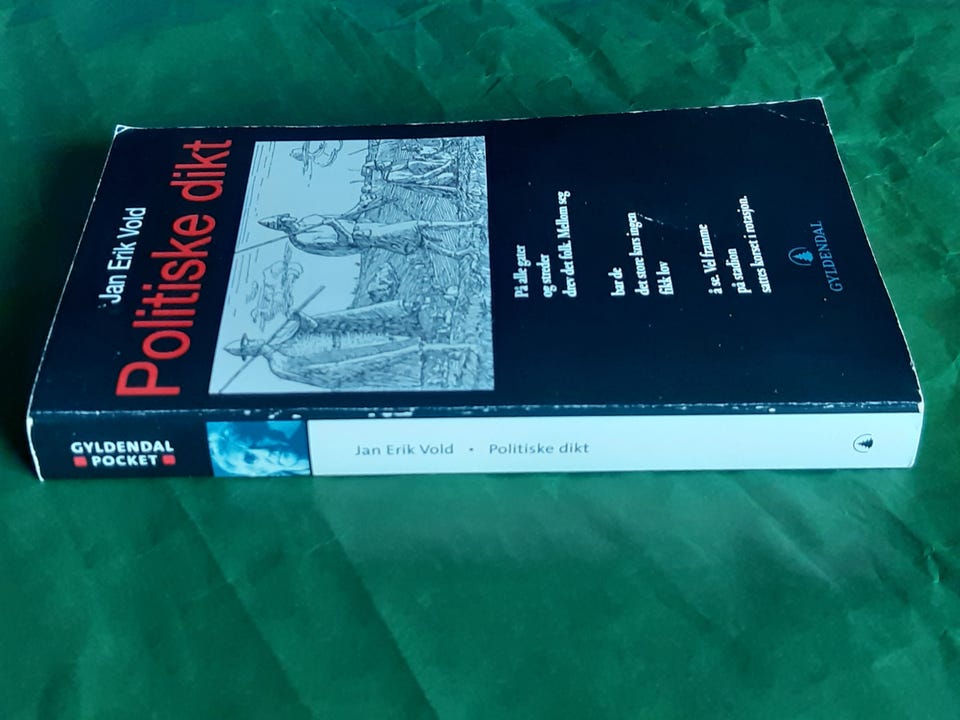 Jan Erik Vold
Politiske dikt
På alle gater
og streder
drev det folk. Mellom seg
bar de
det store kors ingen
fikk lov
å se. Vel framme
på stadion
sattes korset i rotasjon.
GYLDENDAL
GYLDENDAL
POCKET
Jan Erik Vold • Politiske dikt